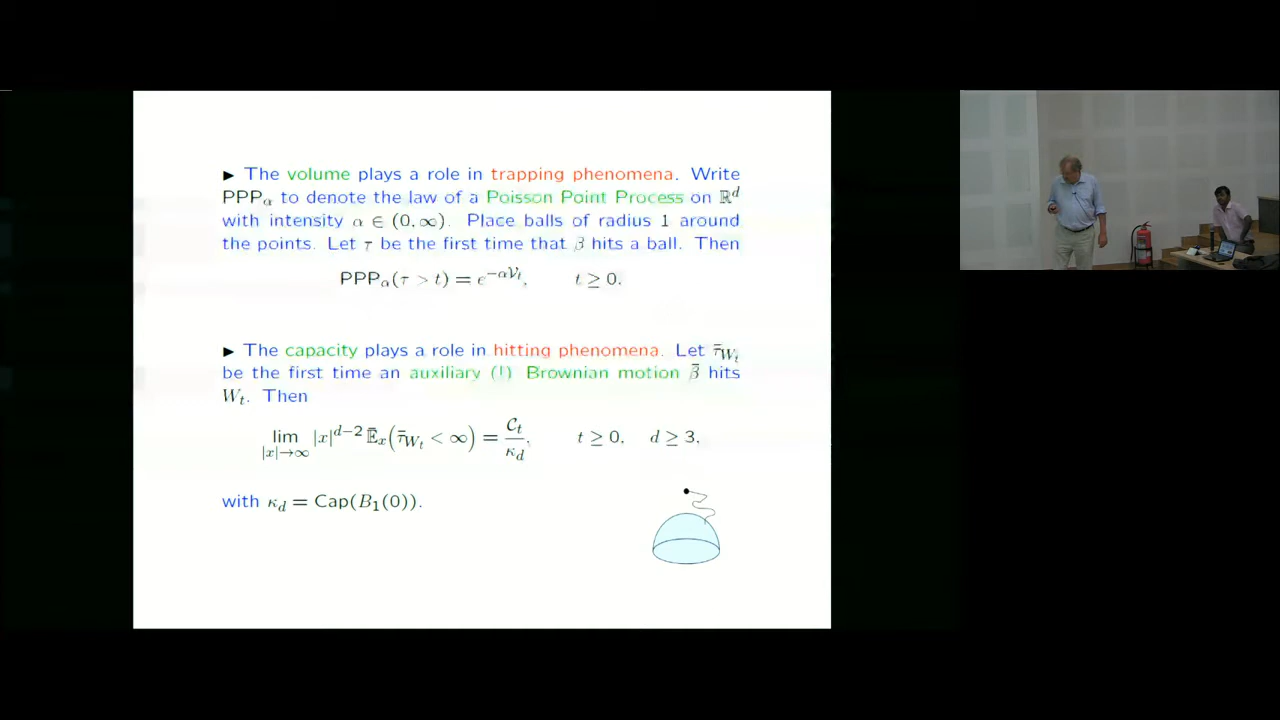 ► The volume plays a role in trapping phenomena. Write
PPP_α to denote the law of a Poisson Point Process on ℝ^d
with intensity α ∈ (0, ∞). Place balls of radius 1 around
the points. Let τ be the first time that β hits a ball. Then
PPP_α(τ > t) = e^{−α𝒱_t}, t ≥ 0.
► The capacity plays a role in hitting phenomena. Let τ̄_{W_t}
be the first time an auxiliary (!) Brownian motion β̄ hits
W_t. Then
lim_{|x|→∞} |x|^{d−2} Ē_x(τ̄_{W_t} < ∞) = 𝒞_t/κ_d, t ≥ 0, d ≥ 3,
with κ_d = Cap(B_1(0)).